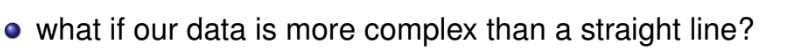 what if our data is more complex than a straight line?